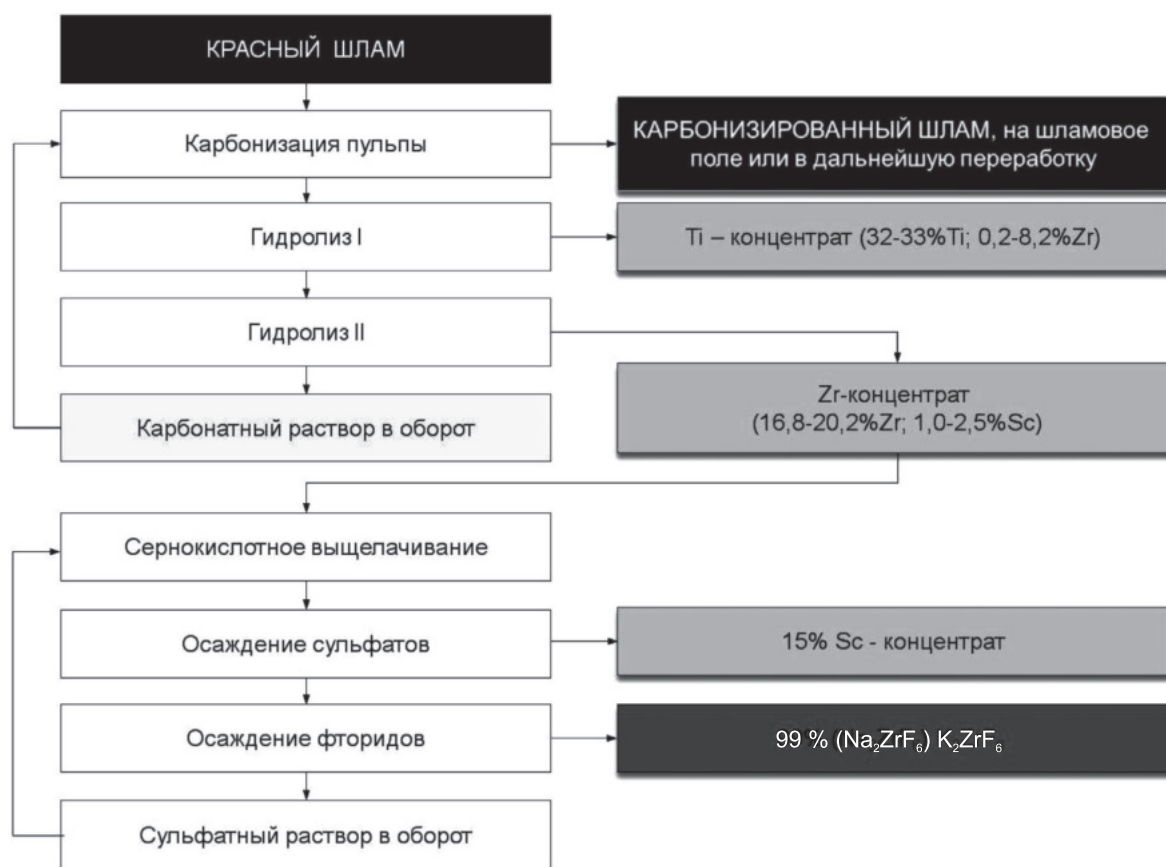 КРАСНЫЙ ШЛАМ
Карбонизация пульпы
КАРБОНИЗИРОВАННЫЙ ШЛАМ, на шламовое
поле или в дальнейшую переработку
Гидролиз I
Ti – концентрат (32-33%Ti; 0,2-8,2%Zr)
Гидролиз II
Zr-концентрат
(16,8-20,2%Zr; 1,0-2,5%Sc)
Карбонатный раствор в оборот
Сернокислотное выщелачивание
Осаждение сульфатов
15% Sc - концентрат
Осаждение фторидов
99 % (Na₂ZrF₆) K₂ZrF₆
Сульфатный раствор в оборот